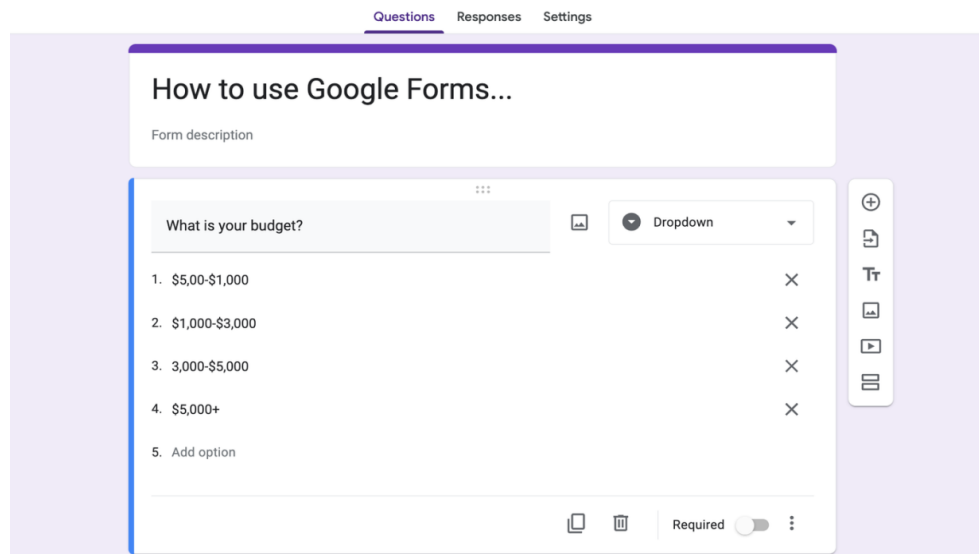 Questions Responses Settings
How to use Google Forms...
Form description
What is your budget?
Dropdown
1. $5,00-$1,000
2. $1,000-$3,000
3. 3,000-$5,000
4. $5,000+
5. Add option
Required